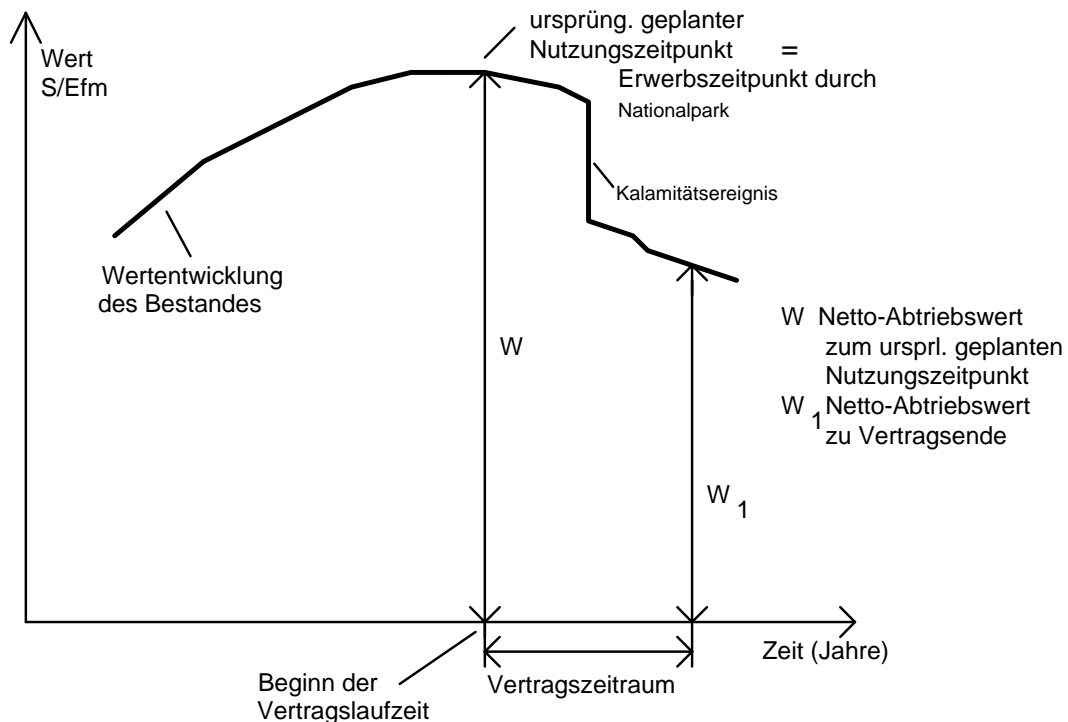 ursprüng. geplanter
Nutzungszeitpunkt =
Erwerbszeitpunkt durch
Nationalpark
Wert
S/Efm
Kalamitätsereignis
Wertentwicklung
des Bestandes
W Netto-Abtriebswert
zum ursprl. geplanten
Nutzungszeitpunkt
W 1 Netto-Abtriebswert
zu Vertragsende
W
W 1
Zeit (Jahre)
Beginn der
Vertragslaufzeit
Vertragszeitraum